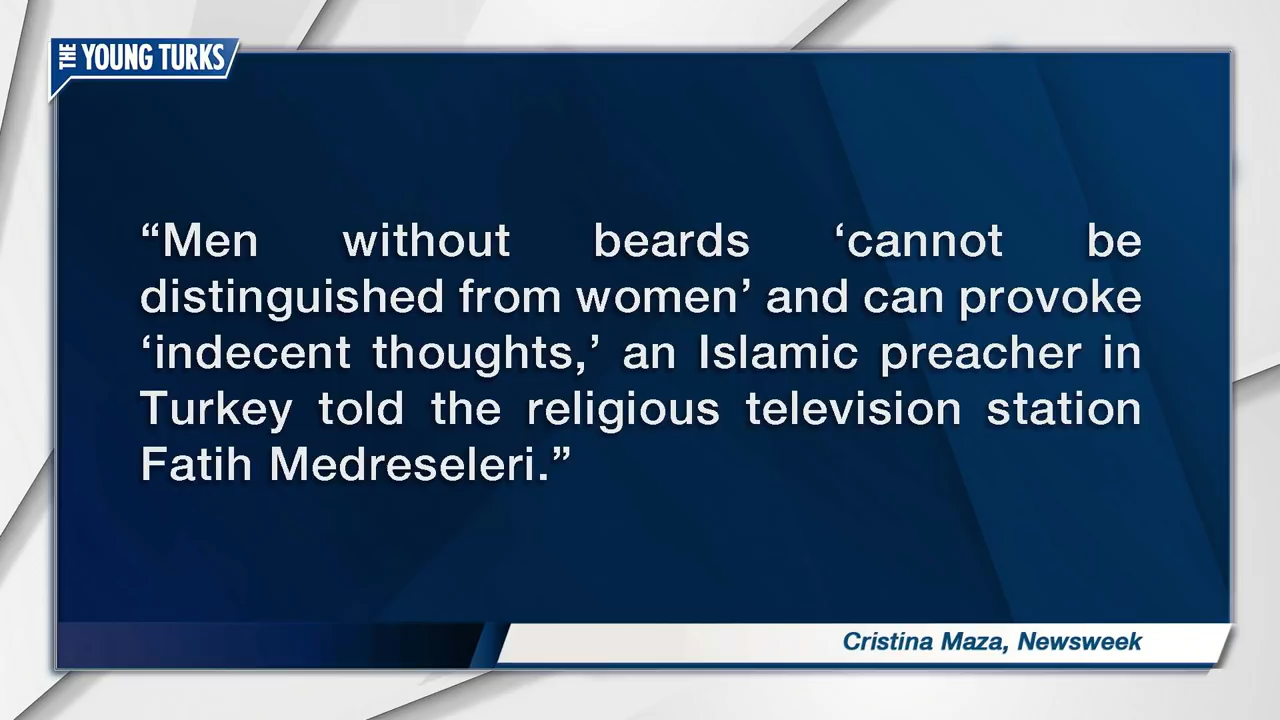 THE YOUNG TURKS
“Men without beards ‘cannot be
distinguished from women’ and can provoke
‘indecent thoughts,’ an Islamic preacher in
Turkey told the religious television station
Fatih Medreseleri.”
Cristina Maza, Newsweek